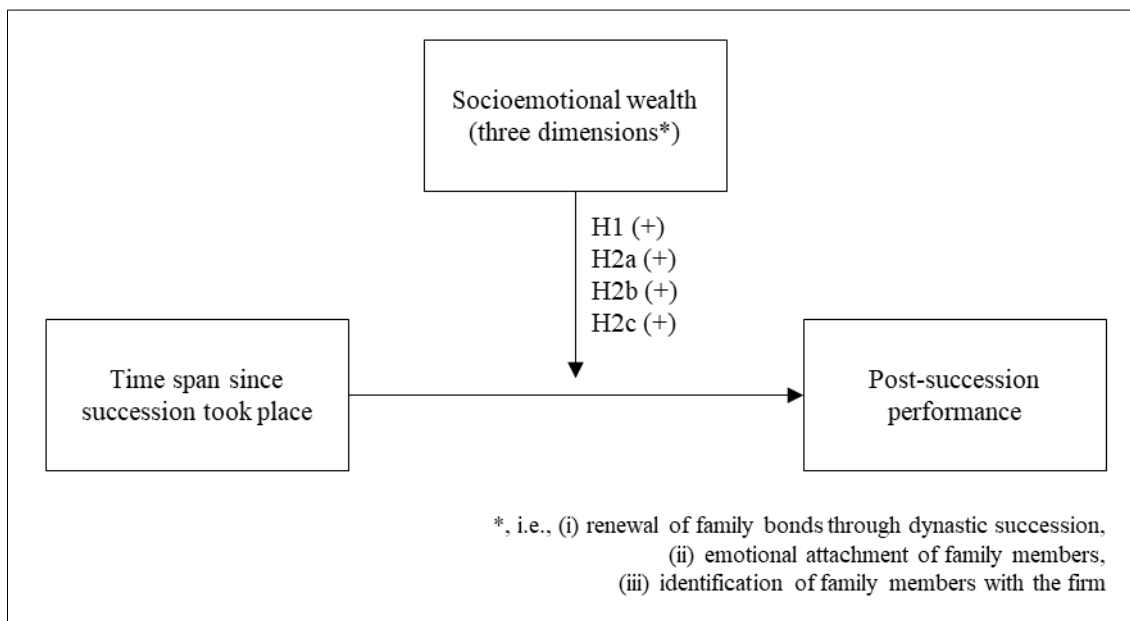 Socioemotional wealth
(three dimensions*)
H1 (+)
H2a (+)
H2b (+)
H2c (+)
Time span since
succession took place
Post-succession
performance
*, i.e., (i) renewal of family bonds through dynastic succession,
(ii) emotional attachment of family members,
(iii) identification of family members with the firm